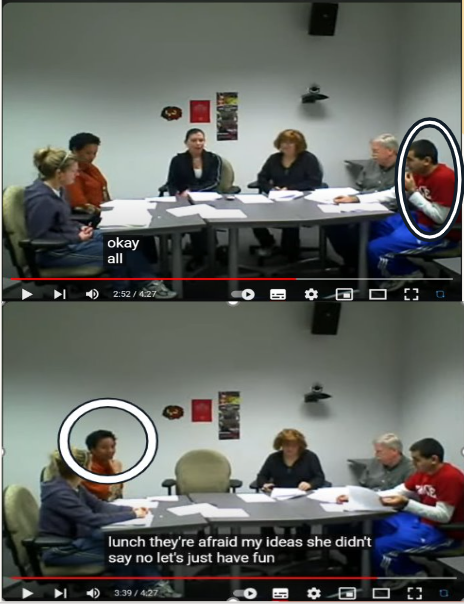 okay
all
2:52 / 4:27
lunch they're afraid my ideas she didn't
say no let's just have fun
3:39 / 4:27